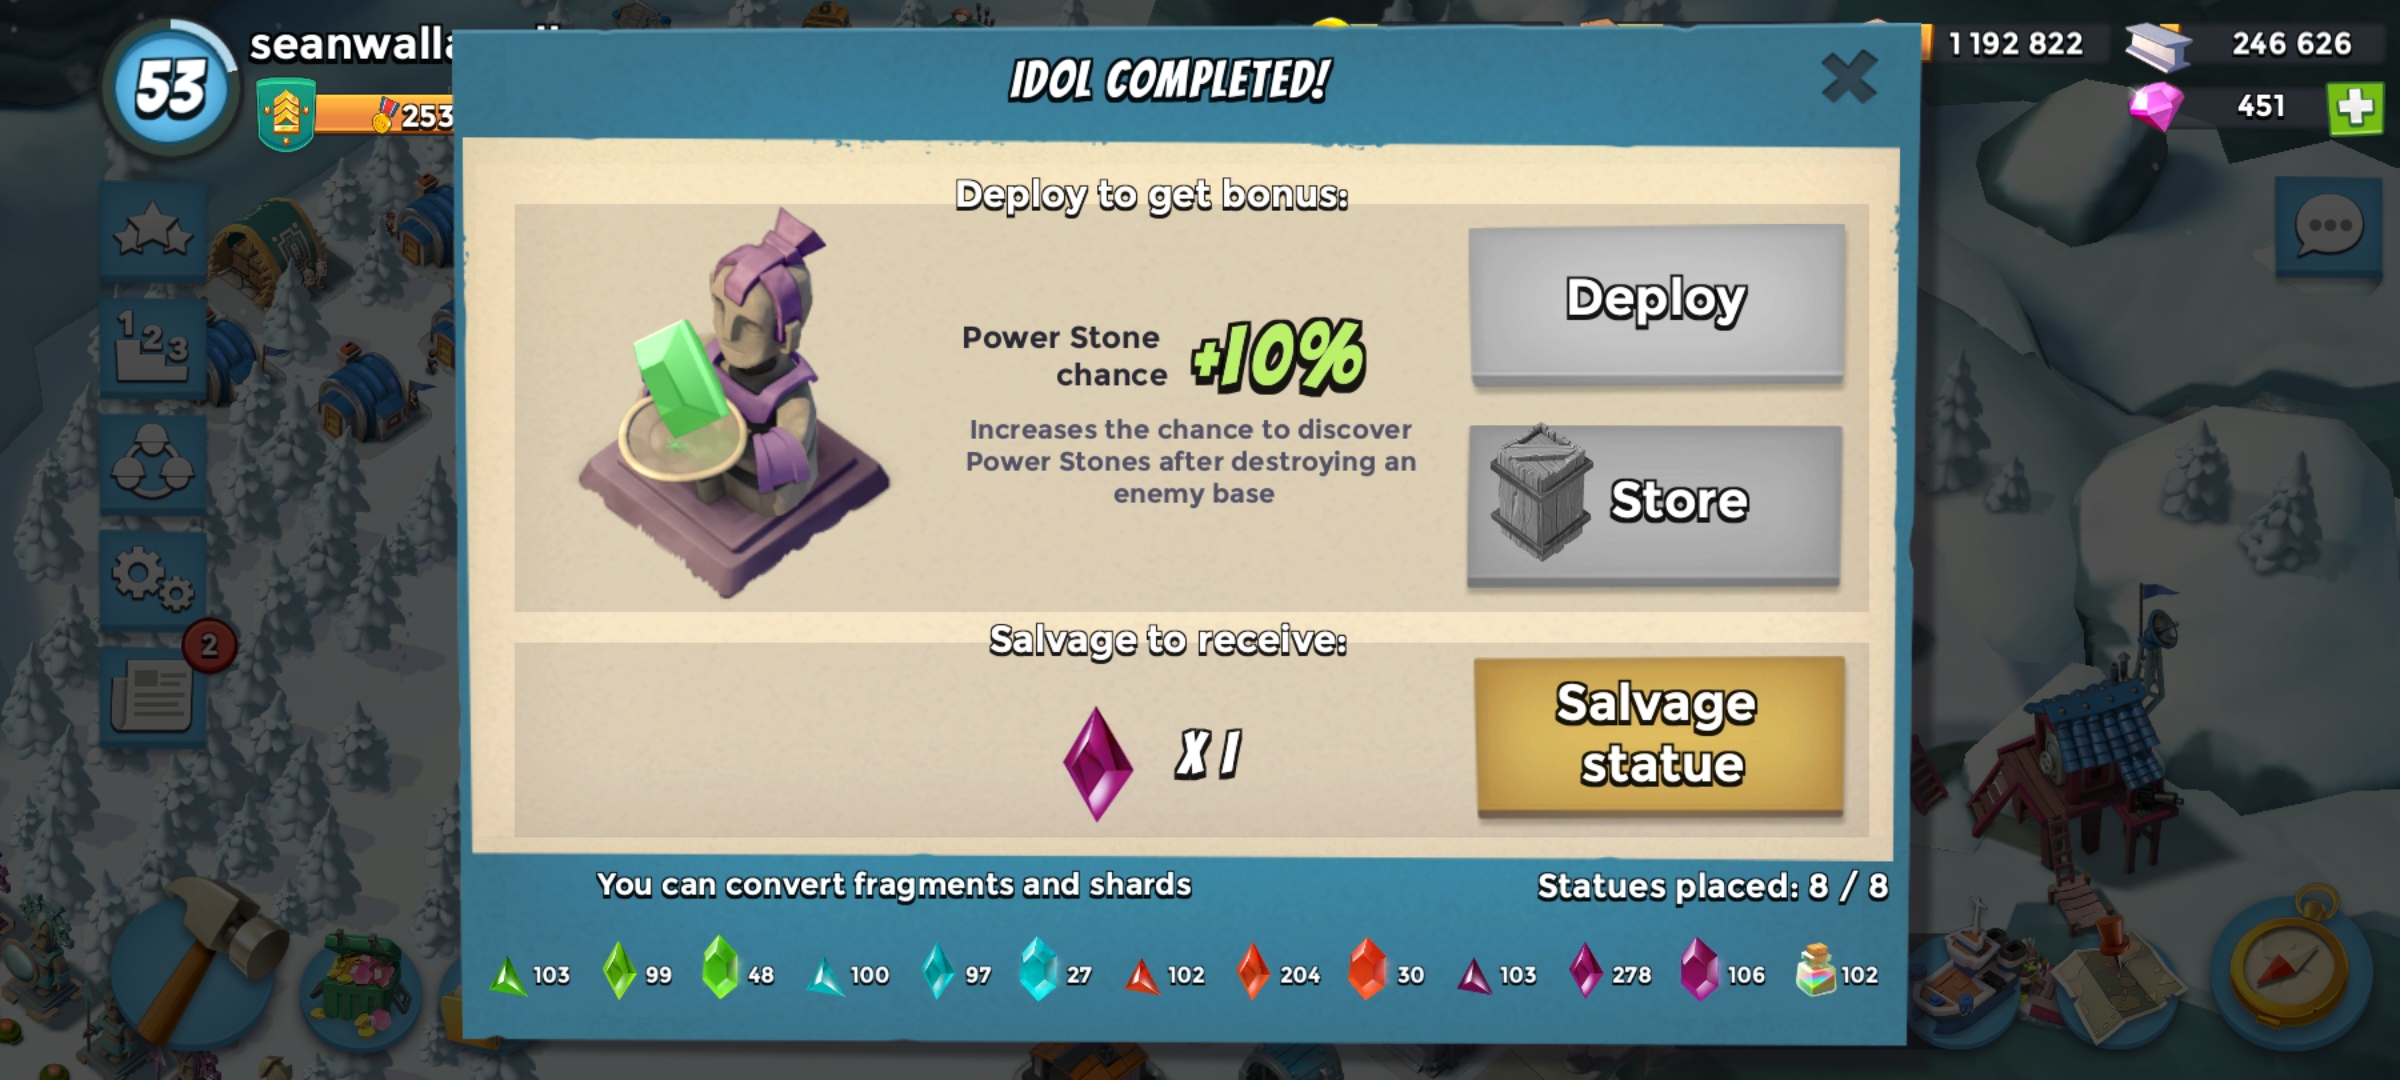 53
253
1 192 822
246 626
451
IDOL COMPLETED!
Deploy to get bonus:
Power Stone
chance
+10%
Increases the chance to discover
Power Stones after destroying an
enemy base
Deploy
Store
Salvage to receive:
X 1
Salvage
statue
You can convert fragments and shards
Statues placed: 8 / 8
103 99 48 100 97 27 102 204 30 103 278 106 102
1 2 3
2